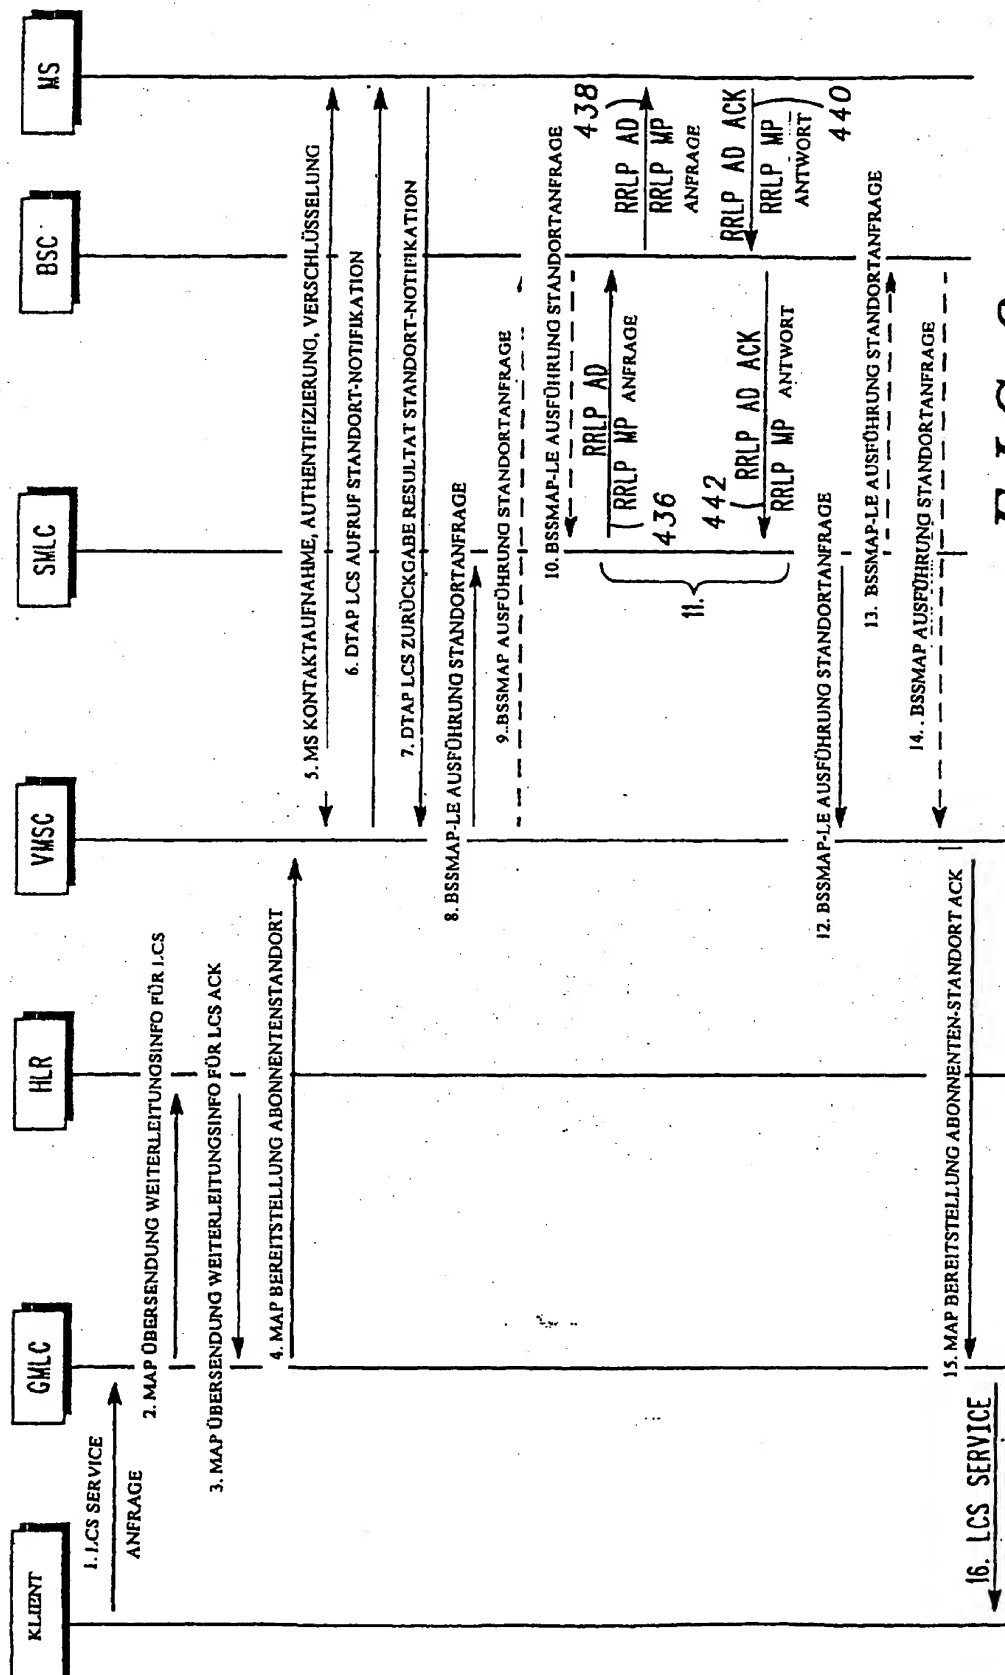 KLIENT
GMLC
HLR
VMSC
SMLC
BSC
MS
1. LCS SERVICE
ANFRAGE
2. MAP ÜBERSENDUNG WEITERLEITUNGSINFO FÜR LCS
3. MAP ÜBERSENDUNG WEITERLEITUNGSINFO FÜR LCS ACK
4. MAP BEREITSTELLUNG ABONNENTENSTANDORT
5. MS KONTAKTAUFNAHME, AUTHENTIFIZIERUNG, VERSCHLÜSSELUNG
6. DTAP LCS AUFRUF STANDORT-NOTIFIKATION
7. DTAP LCS ZURÜCKGABE RESULTAT STANDORT-NOTIFIKATION
8. BSSMAP-LE AUSFÜHRUNG STANDORTANFRAGE
9. BSSMAP AUSFÜHRUNG STANDORTANFRAGE
10. BSSMAP-LE AUSFÜHRUNG STANDORTANFRAGE
11.
RRLP AD
RRLP MP ANFRAGE
436
438
RRLP AD
RRLP MP
ANFRAGE
442
RRLP AD ACK
RRLP MP ANTWORT
RRLP AD ACK
RRLP MP
ANTWORT
440
12. BSSMAP-LE AUSFÜHRUNG STANDORTANFRAGE
13. BSSMAP-LE AUSFÜHRUNG STANDORTANFRAGE
14. BSSMAP AUSFÜHRUNG STANDORTANFRAGE
15. MAP BEREITSTELLUNG ABONNENTEN-STANDORT ACK
16. LCS SERVICE